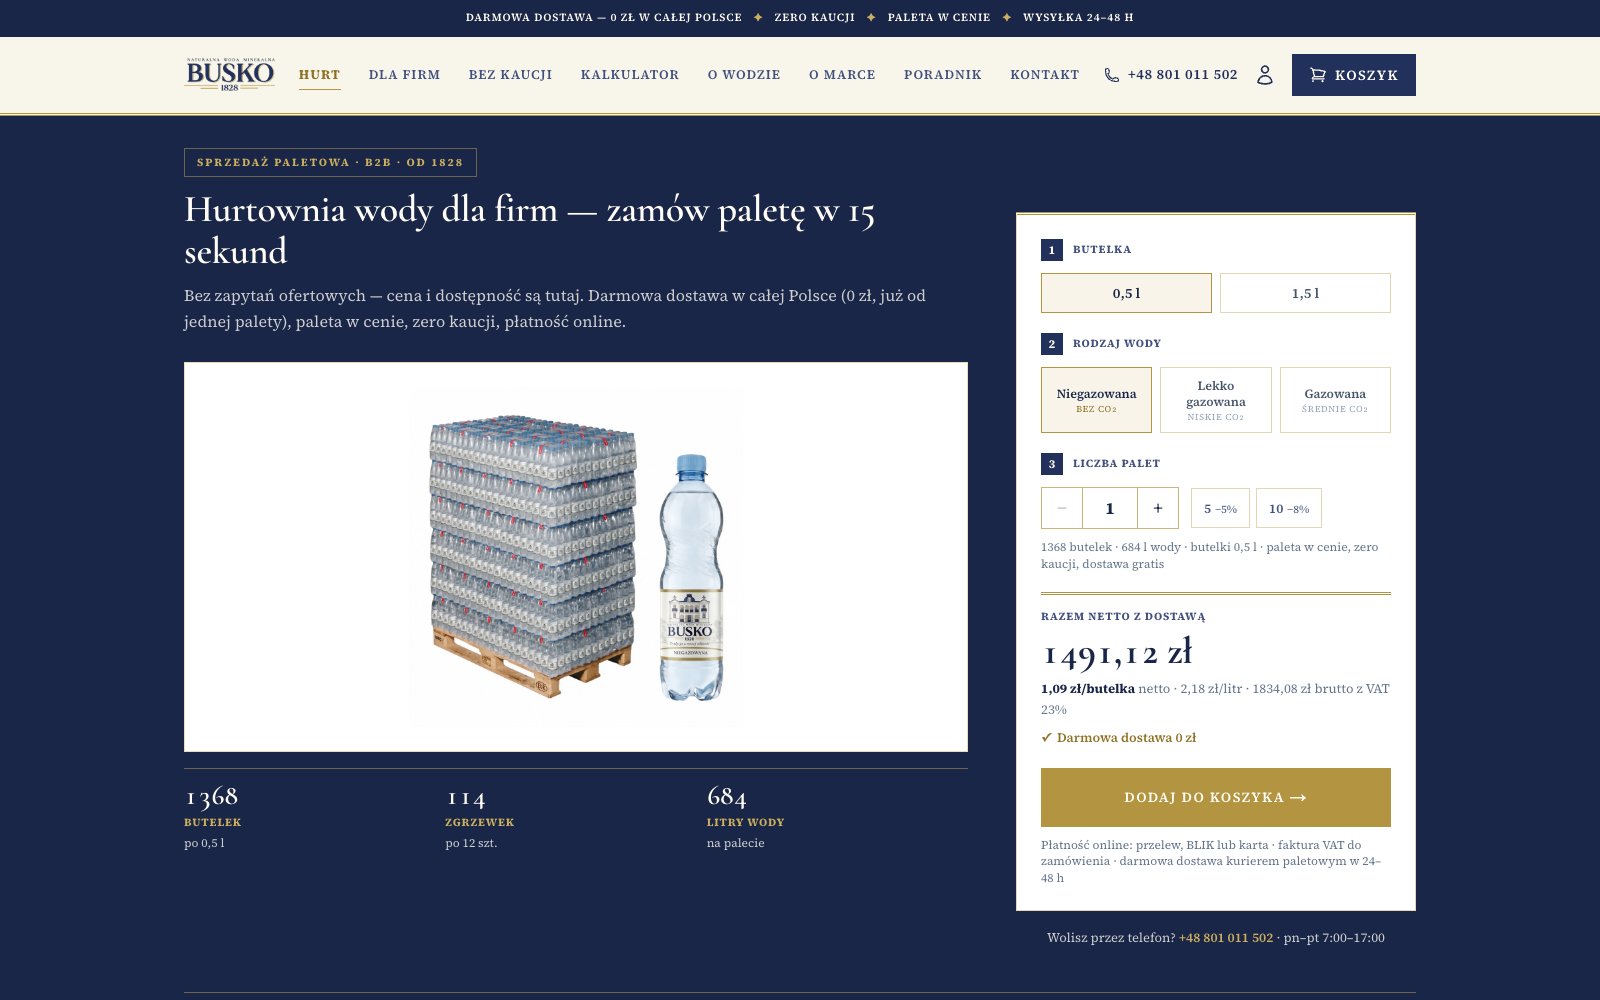 DARMOWA DOSTAWA — 0 ZŁ W CAŁEJ POLSCE ✦ ZERO KAUCJI ✦ PALETA W CENIE ✦ WYSYŁKA 24–48 H
NATURALNA WODA MINERALNA
BUSKO
1828
HURT DLA FIRM BEZ KAUCJI KALKULATOR O WODZIE O MARCE PORADNIK KONTAKT +48 801 011 502 KOSZYK
SPRZEDAŻ PALETOWA · B2B · OD 1828
Hurtownia wody dla firm — zamów paletę w 15
sekund
Bez zapytań ofertowych — cena i dostępność są tutaj. Darmowa dostawa w całej Polsce (0 zł, już od
jednej palety), paleta w cenie, zero kaucji, płatność online.
BUSKO
1828
NIEGAZOWANA
1368
BUTELEK
po 0,5 l
114
ZGRZEWEK
po 12 szt.
684
LITRY WODY
na palecie
1 BUTELKA
0,5 l 1,5 l
2 RODZAJ WODY
Niegazowana
BEZ CO2
Lekko
gazowana
NISKIE CO2
Gazowana
ŚREDNIE CO2
3 LICZBA PALET
− 1 + 5 −5% 10 −8%
1368 butelek · 684 l wody · butelki 0,5 l · paleta w cenie, zero
kaucji, dostawa gratis
RAZEM NETTO Z DOSTAWĄ
1491,12 zł
1,09 zł/butelka netto · 2,18 zł/litr · 1834,08 zł brutto z VAT
23%
✓ Darmowa dostawa 0 zł
DODAJ DO KOSZYKA →
Płatność online: przelew, BLIK lub karta · faktura VAT do
zamówienia · darmowa dostawa kurierem paletowym w 24–
48 h
Wolisz przez telefon? +48 801 011 502 · pn–pt 7:00–17:00